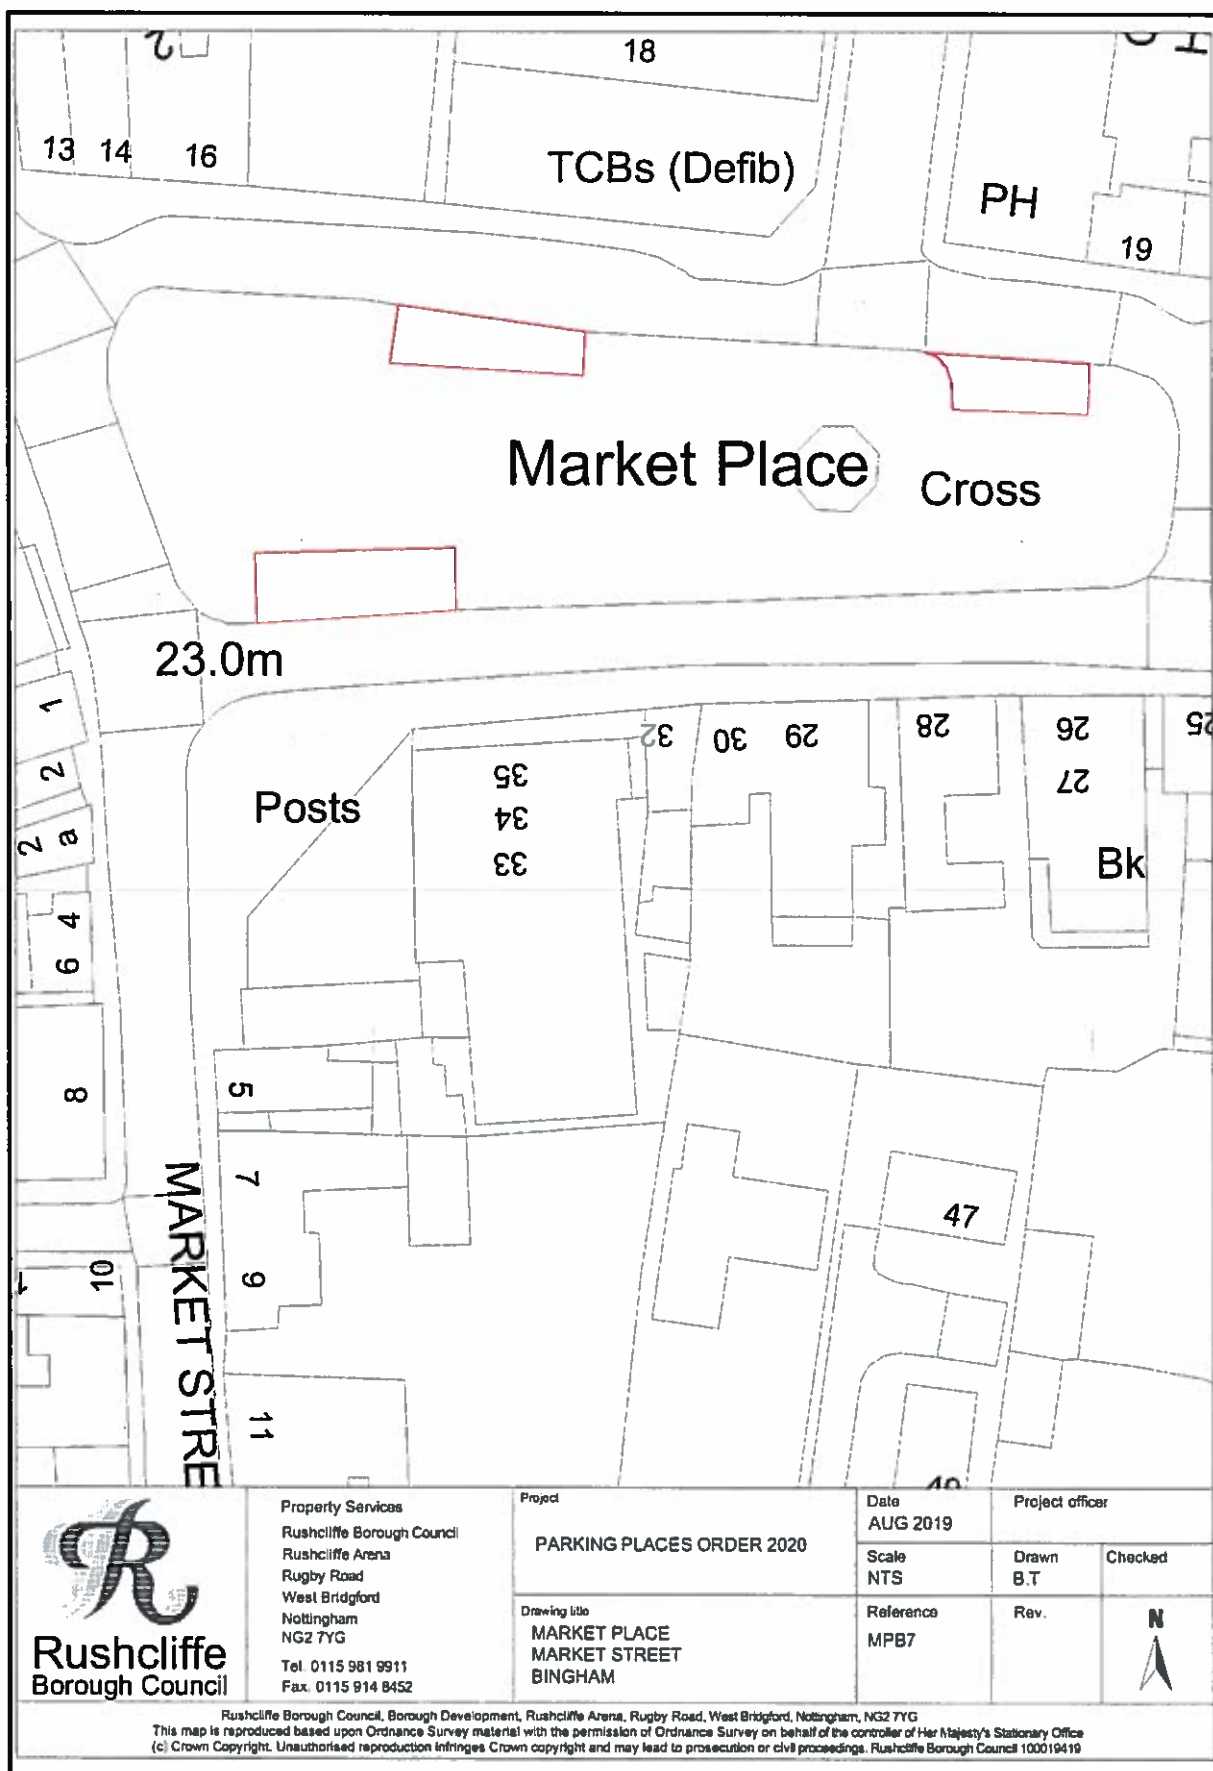 18
13 14 16
TCBs (Defib)
PH
19
Market Place
Cross
23.0m
1
2
2a
4
6
8
10
Posts
35
34
33
32
30
29
28
26
27
25
Bk
5
7
9
11
47
MARKET STRE
Rushcliffe
Borough Council
Property Services
Rushcliffe Borough Council
Rushcliffe Arena
Rugby Road
West Bridgford
Nottingham
NG2 7YG
Tel. 0115 981 9911
Fax. 0115 914 8452
Project
PARKING PLACES ORDER 2020
Drawing title
MARKET PLACE
MARKET STREET
BINGHAM
Date
AUG 2019
Project officer
Scale
NTS
Drawn
B.T
Checked
Reference
MPB7
Rev.
N
Rushcliffe Borough Council, Borough Development, Rushcliffe Arena, Rugby Road, West Bridgford, Nottingham, NG2 7YG
This map is reproduced based upon Ordnance Survey material with the permission of Ordnance Survey on behalf of the controller of Her Majesty's Stationary Office
(c) Crown Copyright. Unauthorised reproduction infringes Crown copyright and may lead to prosecution or civil proceedings. Rushcliffe Borough Council 100019419